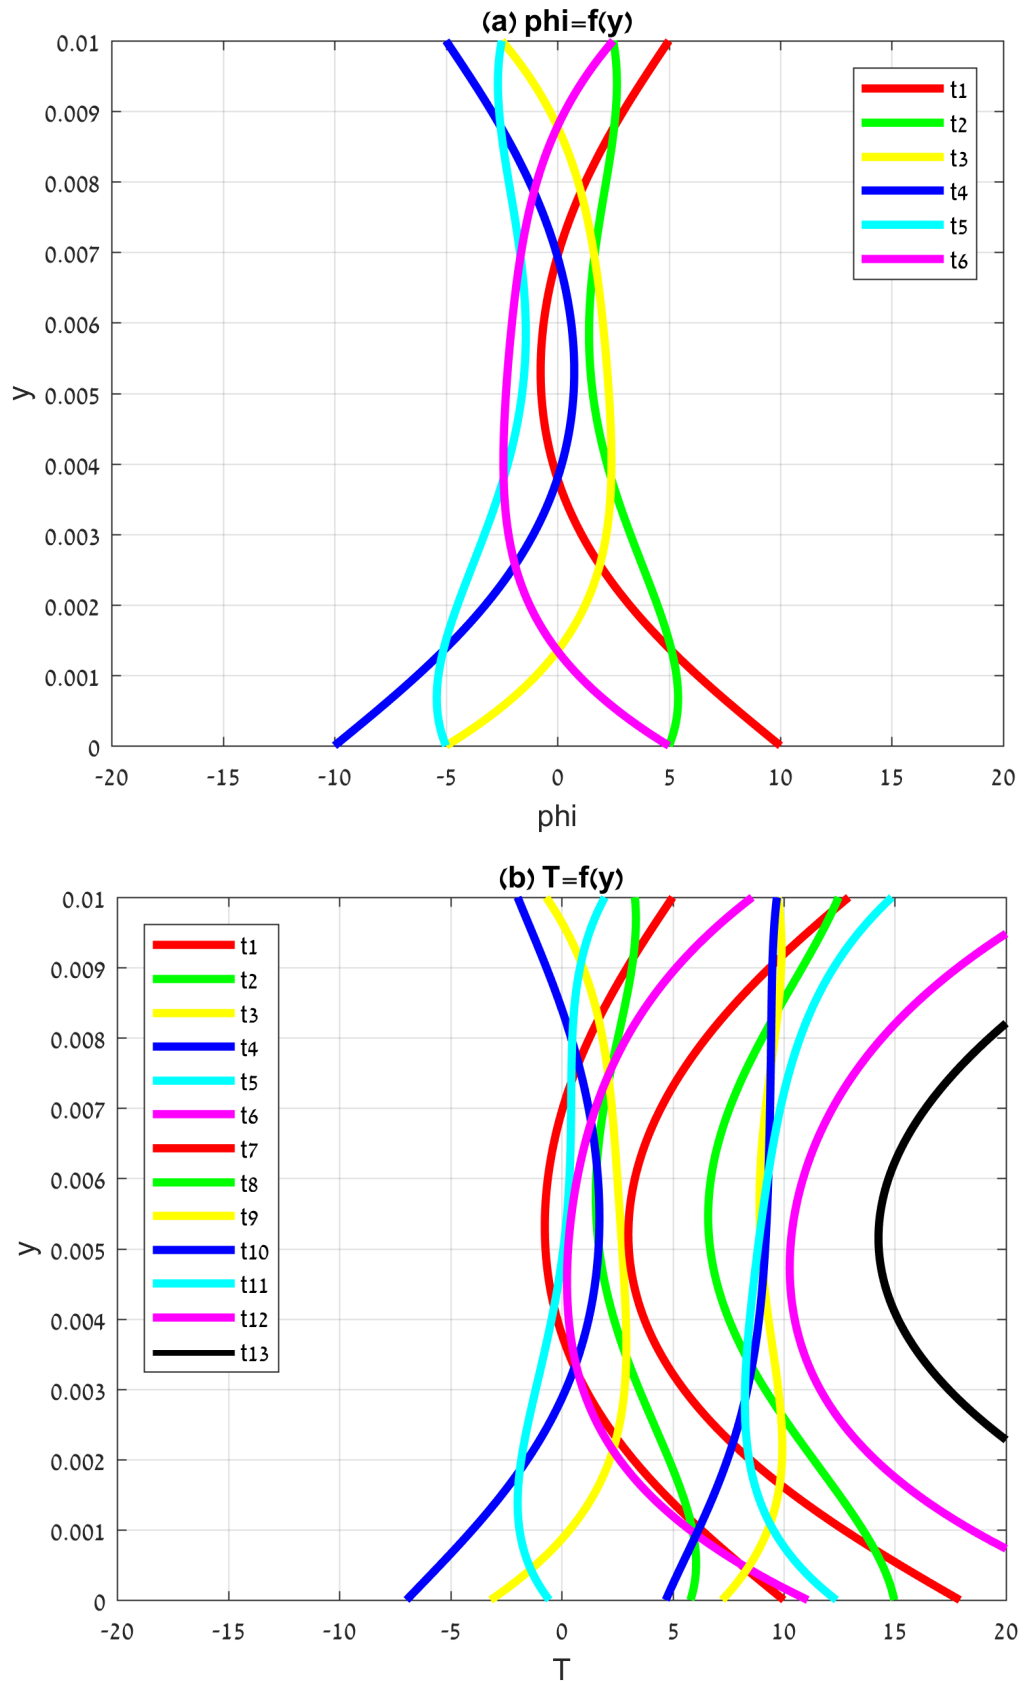 (a) phi=f(y)
0.01
0.009
0.008
0.007
0.006
0.005
0.004
0.003
0.002
0.001
0
y
t1
t2
t3
t4
t5
t6
-20 -15 -10 -5 0 5 10 15 20
phi
(b) T=f(y)
0.01
0.009
0.008
0.007
0.006
0.005
0.004
0.003
0.002
0.001
0
y
t1
t2
t3
t4
t5
t6
t7
t8
t9
t10
t11
t12
t13
-20 -15 -10 -5 0 5 10 15 20
T